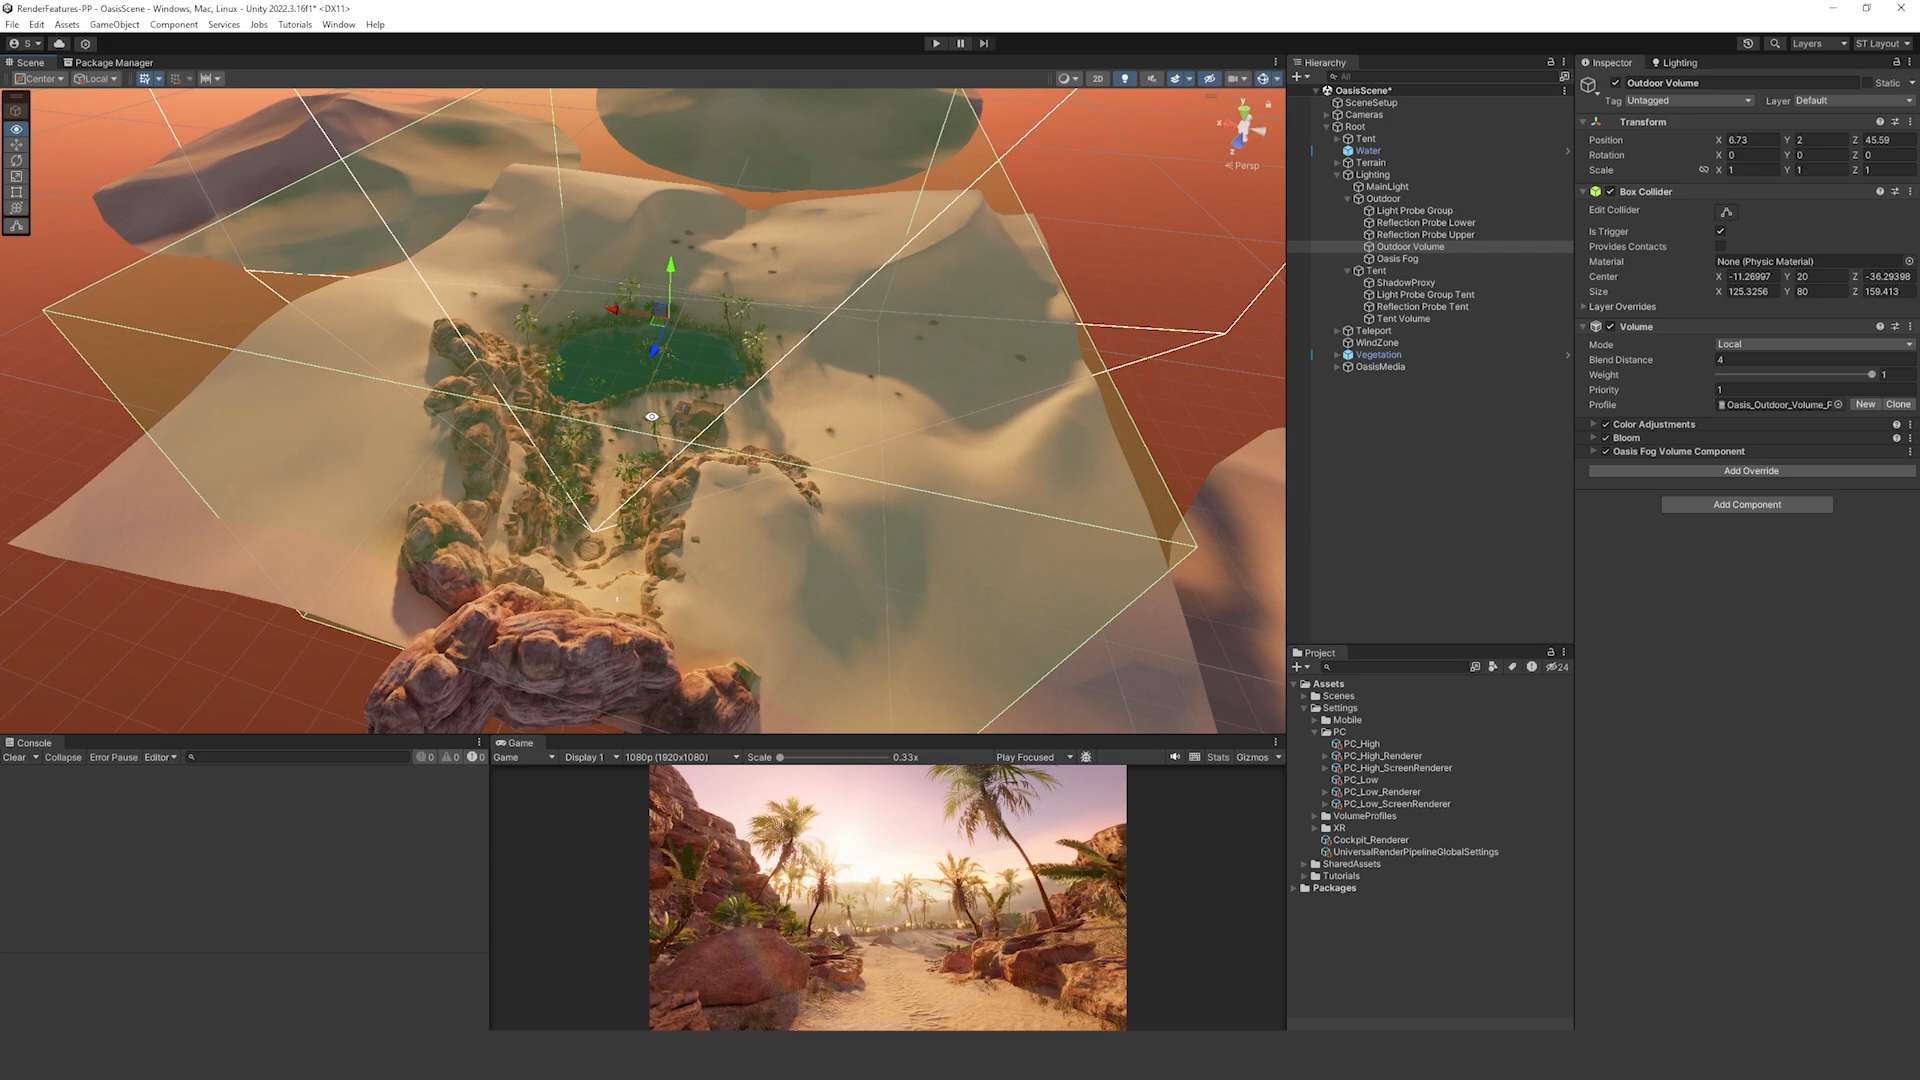 RenderFeatures-PP - OasisScene - Windows, Mac, Linux - Unity 2022.3.16f1* <DX11>
File Edit Assets GameObject Component Services Jobs Tutorials Window Help
S
Layers
ST Layout
Scene
Package Manager
Center
Local
2D
y
x
z
Persp
Hierarchy
All
OasisScene*
SceneSetup
Cameras
Root
Tent
Water
Terrain
Lighting
MainLight
Outdoor
Light Probe Group
Reflection Probe Lower
Reflection Probe Upper
Outdoor Volume
Oasis Fog
Tent
ShadowProxy
Light Probe Group Tent
Reflection Probe Tent
Tent Volume
Teleport
WindZone
Vegetation
OasisMedia
Inspector
Lighting
Outdoor Volume
Static
Tag Untagged Layer Default
Transform
Position X 6.73 Y 2 Z 45.59
Rotation X 0 Y 0 Z 0
Scale X 1 Y 1 Z 1
Box Collider
Edit Collider
Is Trigger
Provides Contacts
Material None (Physic Material)
Center X -11.26997 Y 20 Z -36.29398
Size X 125.3256 Y 80 Z 159.413
Layer Overrides
Volume
Mode Local
Blend Distance 4
Weight 1
Priority 1
Profile Oasis_Outdoor_Volume_P New Clone
Color Adjustments
Bloom
Oasis Fog Volume Component
Add Override
Add Component
Project
24
Assets
Scenes
Settings
Mobile
PC
PC_High
PC_High_Renderer
PC_High_ScreenRenderer
PC_Low
PC_Low_Renderer
PC_Low_ScreenRenderer
VolumeProfiles
XR
Cockpit_Renderer
UniversalRenderPipelineGlobalSettings
SharedAssets
Tutorials
Packages
Console
Clear Collapse Error Pause Editor 0 0 0
Game
Game Display 1 1080p (1920x1080) Scale 0.33x Play Focused Stats Gizmos